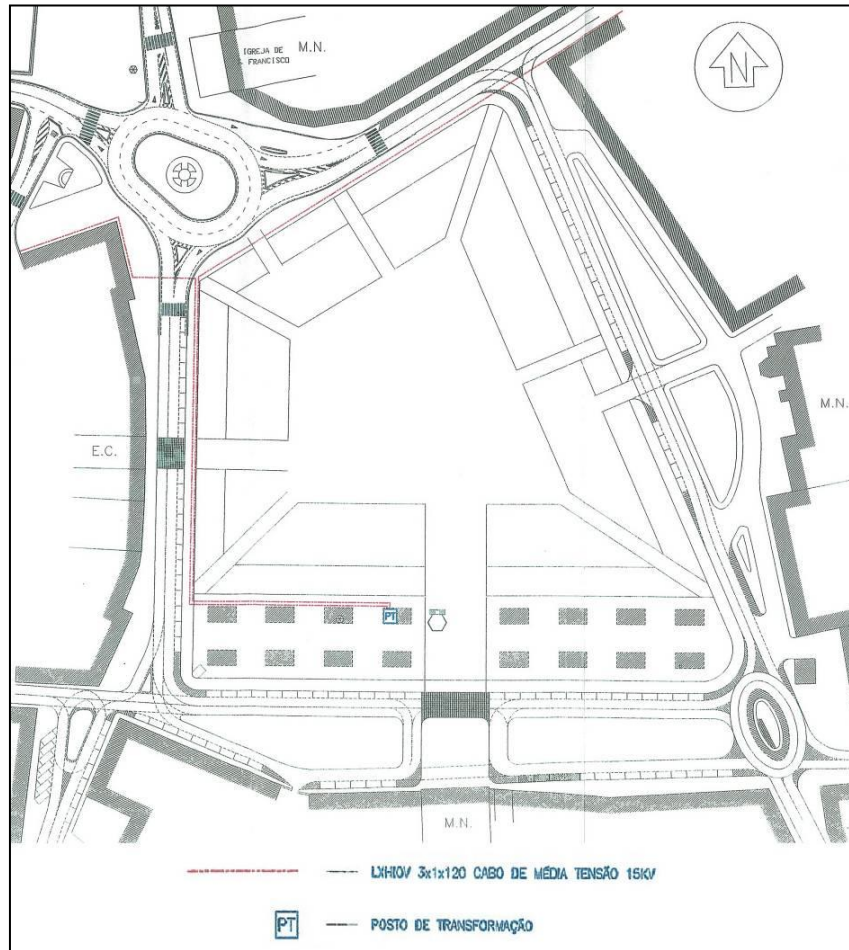 M.N.
IGREJA DE
FRANCISCO
N
M.N.
E.C.
PT
M.N.
LXHIOV 3x1x120 CABO DE MÉDIA TENSÃO 15KV
PT
POSTO DE TRANSFORMAÇÃO